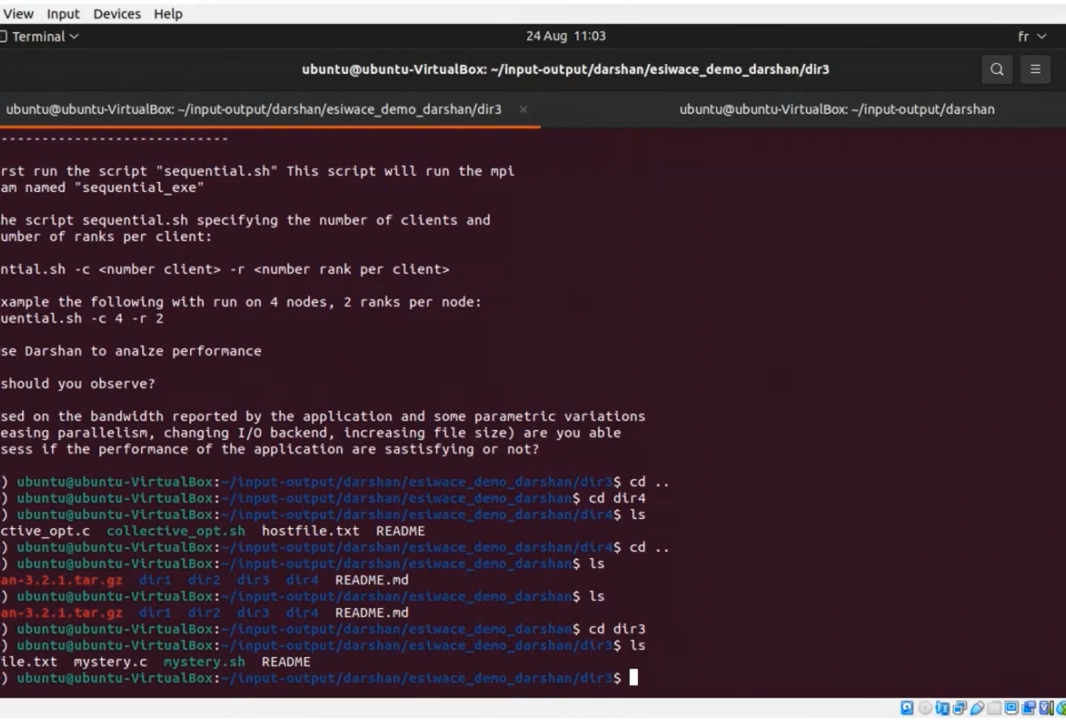 View Input Devices Help
Terminal 24 Aug 11:03 fr
ubuntu@ubuntu-VirtualBox: ~/input-output/darshan/esiwace_demo_darshan/dir3
ubuntu@ubuntu-VirtualBox: ~/input-output/darshan/esiwace_demo_darshan/dir3 × ubuntu@ubuntu-VirtualBox: ~/input-output/darshan
----------------------------
rst run the script "sequential.sh" This script will run the mpi
am named "sequential_exe"
he script sequential.sh specifying the number of clients and
umber of ranks per client:
ntial.sh -c <number client> -r <number rank per client>
xample the following with run on 4 nodes, 2 ranks per node:
uential.sh -c 4 -r 2
se Darshan to analze performance
should you observe?
sed on the bandwidth reported by the application and some parametric variations
easing parallelism, changing I/O backend, increasing file size) are you able
sess if the performance of the application are sastisfying or not?
) ubuntu@ubuntu-VirtualBox:~/input-output/darshan/esiwace_demo_darshan/dir3$ cd ..
) ubuntu@ubuntu-VirtualBox:~/input-output/darshan/esiwace_demo_darshan$ cd dir4
) ubuntu@ubuntu-VirtualBox:~/input-output/darshan/esiwace_demo_darshan/dir4$ ls
ctive_opt.c collective_opt.sh hostfile.txt README
) ubuntu@ubuntu-VirtualBox:~/input-output/darshan/esiwace_demo_darshan/dir4$ cd ..
) ubuntu@ubuntu-VirtualBox:~/input-output/darshan/esiwace_demo_darshan$ ls
an-3.2.1.tar.gz dir1 dir2 dir3 dir4 README.md
) ubuntu@ubuntu-VirtualBox:~/input-output/darshan/esiwace_demo_darshan$ ls
an-3.2.1.tar.gz dir1 dir2 dir3 dir4 README.md
) ubuntu@ubuntu-VirtualBox:~/input-output/darshan/esiwace_demo_darshan$ cd dir3
) ubuntu@ubuntu-VirtualBox:~/input-output/darshan/esiwace_demo_darshan/dir3$ ls
ile.txt mystery.c mystery.sh README
) ubuntu@ubuntu-VirtualBox:~/input-output/darshan/esiwace_demo_darshan/dir3$